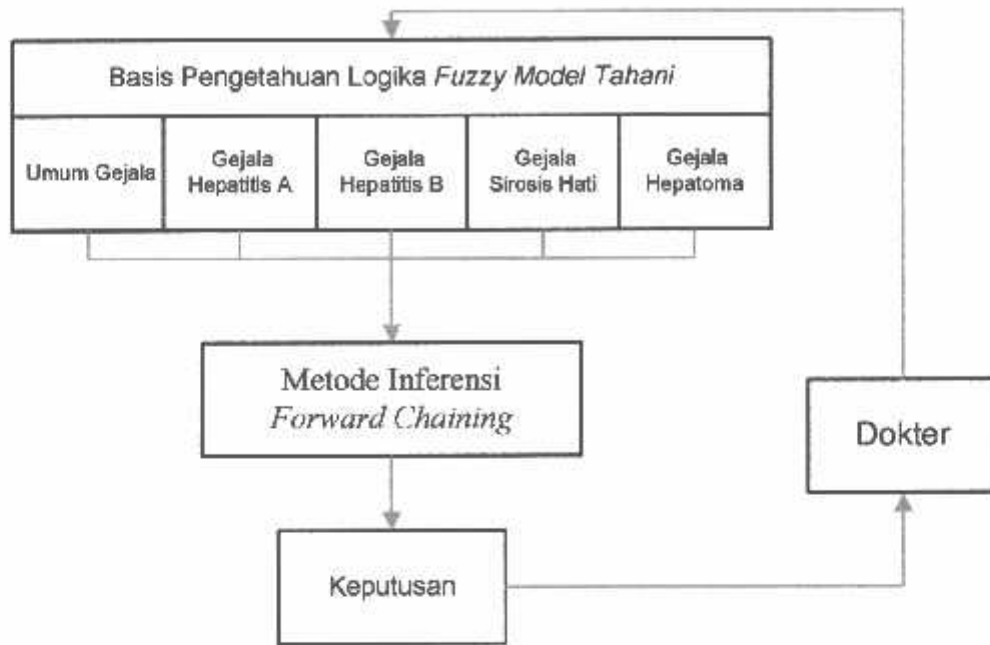 Basis Pengetahuan Logika Fuzzy Model Tahani
Umum Gejala
Gejala
Hepatitis A
Gejala
Hepatitis B
Gejala
Sirosis Hati
Gejala
Hepatoma
Metode Inferensi
Forward Chaining
Dokter
Keputusan